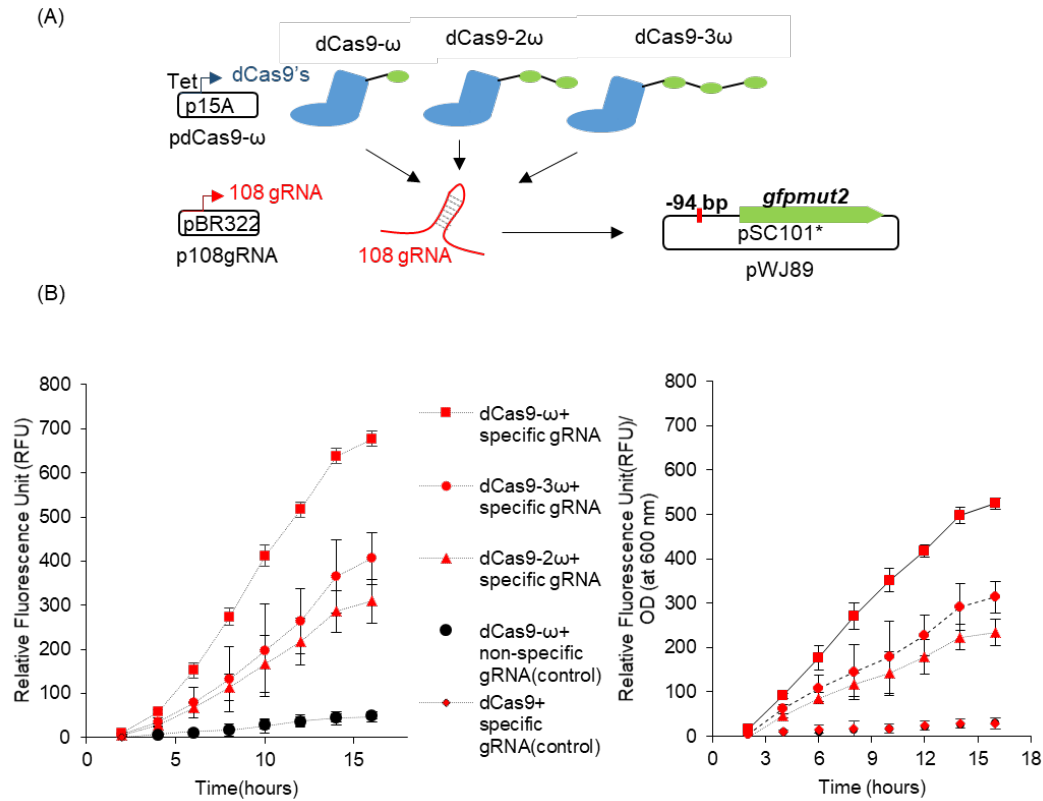 (A)
dCas9-ω
dCas9-2ω
dCas9-3ω
Tet
dCas9's
p15A
pdCas9-ω
108 gRNA
pBR322
p108gRNA
108 gRNA
-94 bp
gfpmut2
pSC101*
pWJ89
(B)
Relative Fluorescence Unit (RFU)
800
700
600
500
400
300
200
100
0
0
5
10
15
Time(hours)
dCas9-ω+
specific gRNA
dCas9-3ω+
specific gRNA
dCas9-2ω+
specific gRNA
dCas9-ω+
non-specific
gRNA(control)
dCas9+
specific
gRNA(control)
Relative Fluorescence Unit(RFU)/
OD (at 600 nm)
800
700
600
500
400
300
200
100
0
0
3
6
9
12
15
18
Time (hours)